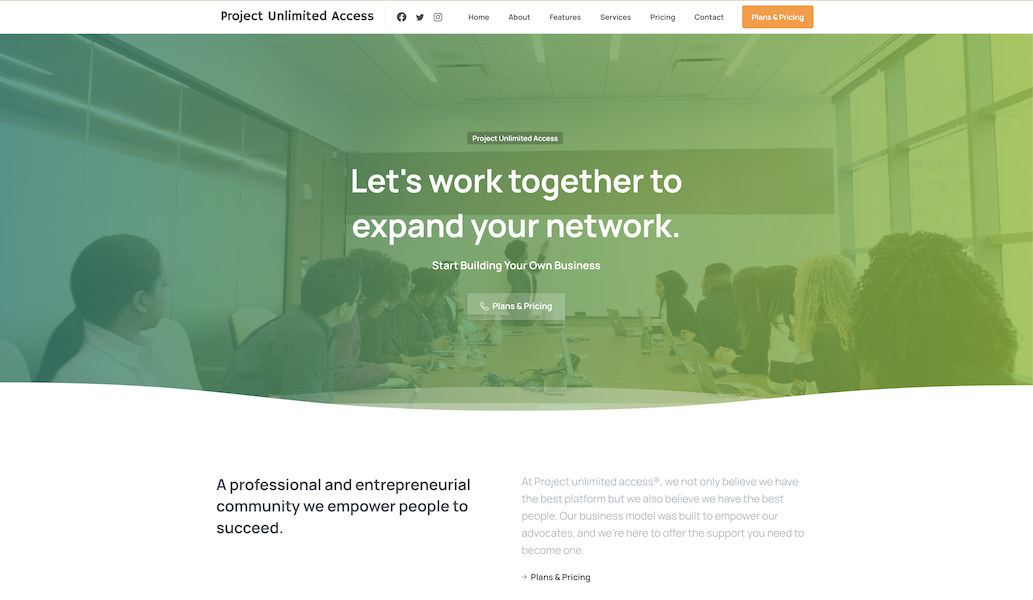 Project Unlimited Access
Home About Features Services Pricing Contact Plans & Pricing
Project Unlimited Access
Let's work together to
expand your network.
Start Building Your Own Business
Plans & Pricing
A professional and entrepreneurial
community we empower people to
succeed.
At Project unlimited access®, we not only believe we have
the best platform but we also believe we have the best
people. Our business model was built to empower our
advocates, and we're here to offer the support you need to
become one.
Plans & Pricing